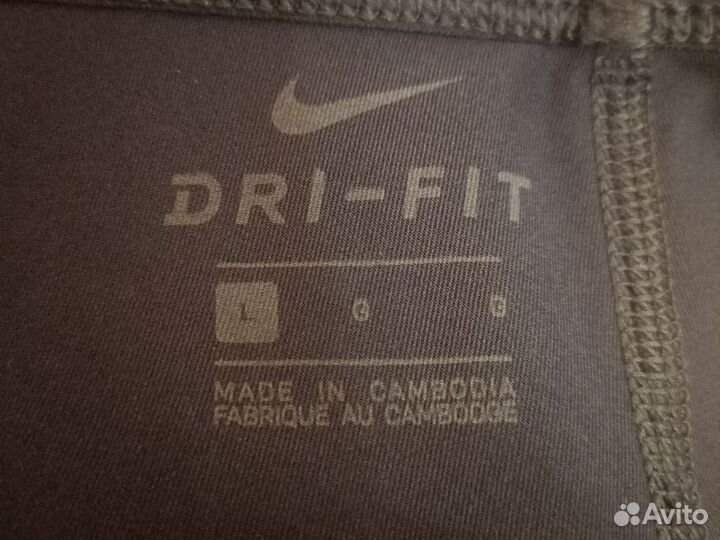 DRI-FIT
L G G
MADE IN CAMBODIA
FABRIQUE AU CAMBODGE
Avito